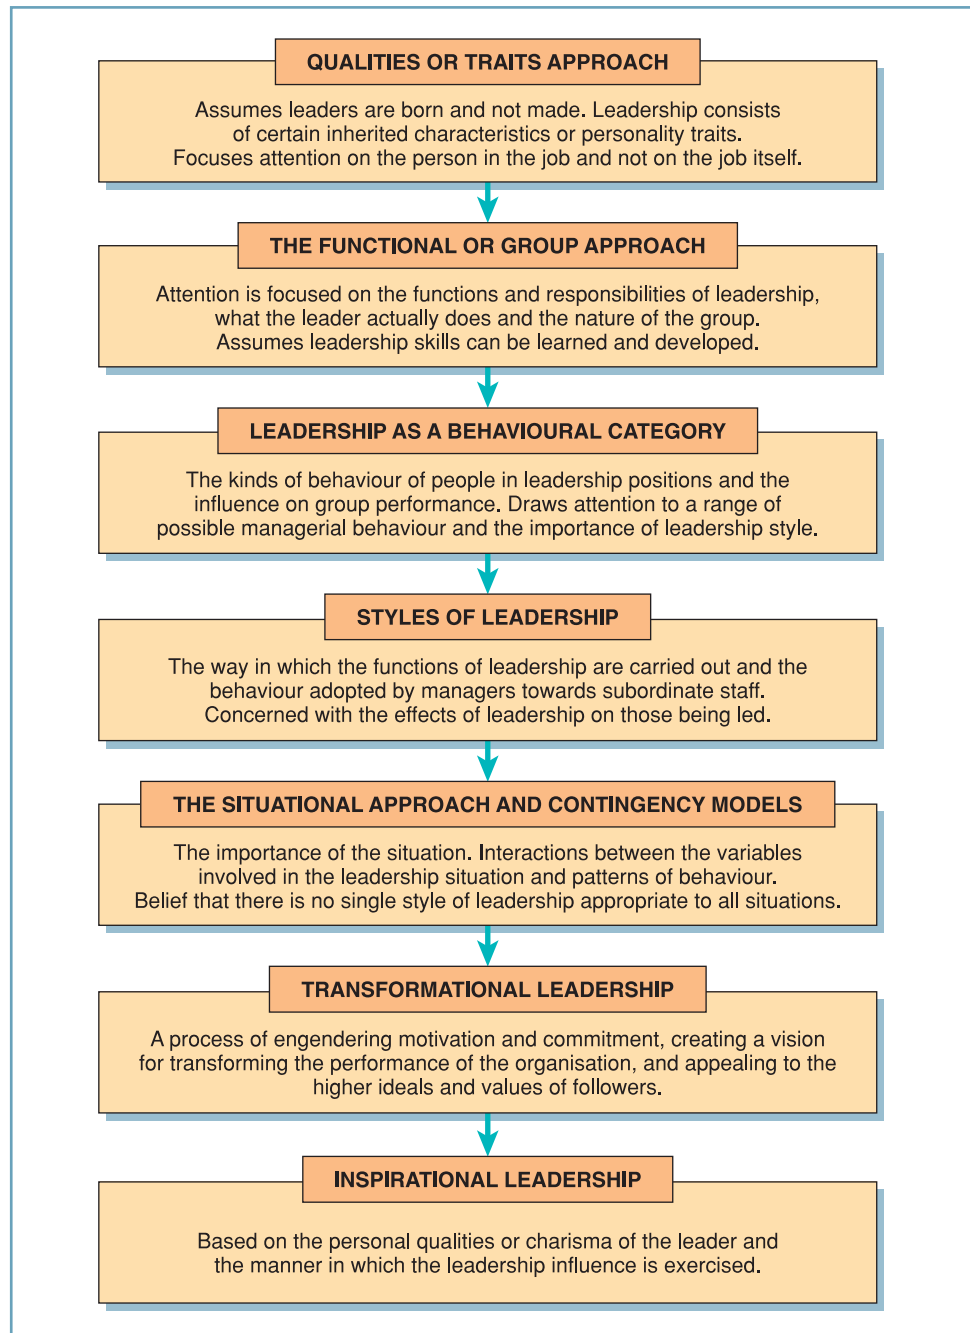 QUALITIES OR TRAITS APPROACH
Assumes leaders are born and not made. Leadership consists
of certain inherited characteristics or personality traits.
Focuses attention on the person in the job and not on the job itself.
THE FUNCTIONAL OR GROUP APPROACH
Attention is focused on the functions and responsibilities of leadership,
what the leader actually does and the nature of the group.
Assumes leadership skills can be learned and developed.
LEADERSHIP AS A BEHAVIOURAL CATEGORY
The kinds of behaviour of people in leadership positions and the
influence on group performance. Draws attention to a range of
possible managerial behaviour and the importance of leadership style.
STYLES OF LEADERSHIP
The way in which the functions of leadership are carried out and the
behaviour adopted by managers towards subordinate staff.
Concerned with the effects of leadership on those being led.
THE SITUATIONAL APPROACH AND CONTINGENCY MODELS
The importance of the situation. Interactions between the variables
involved in the leadership situation and patterns of behaviour.
Belief that there is no single style of leadership appropriate to all situations.
TRANSFORMATIONAL LEADERSHIP
A process of engendering motivation and commitment, creating a vision
for transforming the performance of the organisation, and appealing to the
higher ideals and values of followers.
INSPIRATIONAL LEADERSHIP
Based on the personal qualities or charisma of the leader and
the manner in which the leadership influence is exercised.